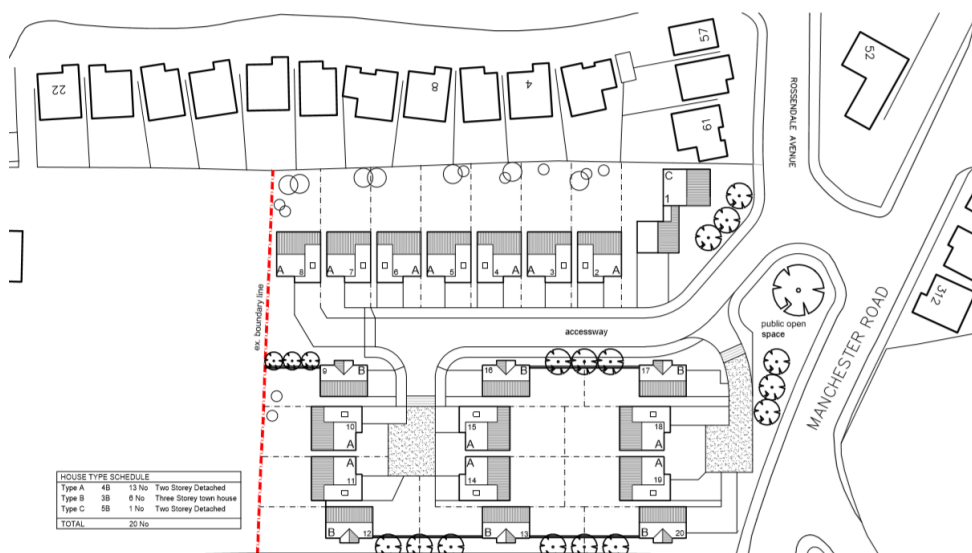 22
8
4
57
61
52
ROSSENDALE AVENUE
C
1
A 8
A 7
6 A
A 5
4 A
A 3
2 A
312
MANCHESTER ROAD
public open
space
accessway
ex. boundary line
9 B
16 B
17 B
10
A
15
A
18
A
A
11
A
14
A
19
B 12
B 13
B 20
HOUSE TYPE SCHEDULE
Type A 4B 13 No Two Storey Detached
Type B 3B 6 No Three Storey town house
Type C 5B 1 No Two Storey Detached
TOTAL 20 No